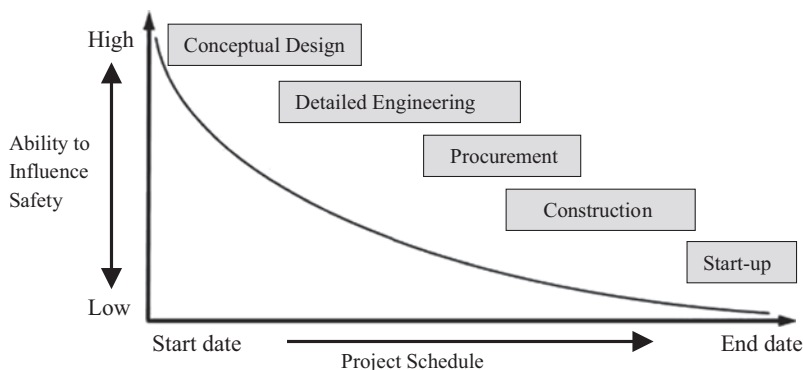 High
Conceptual Design
Detailed Engineering
Ability to
Influence
Safety
Procurement
Construction
Start-up
Low
Start date
End date
Project Schedule